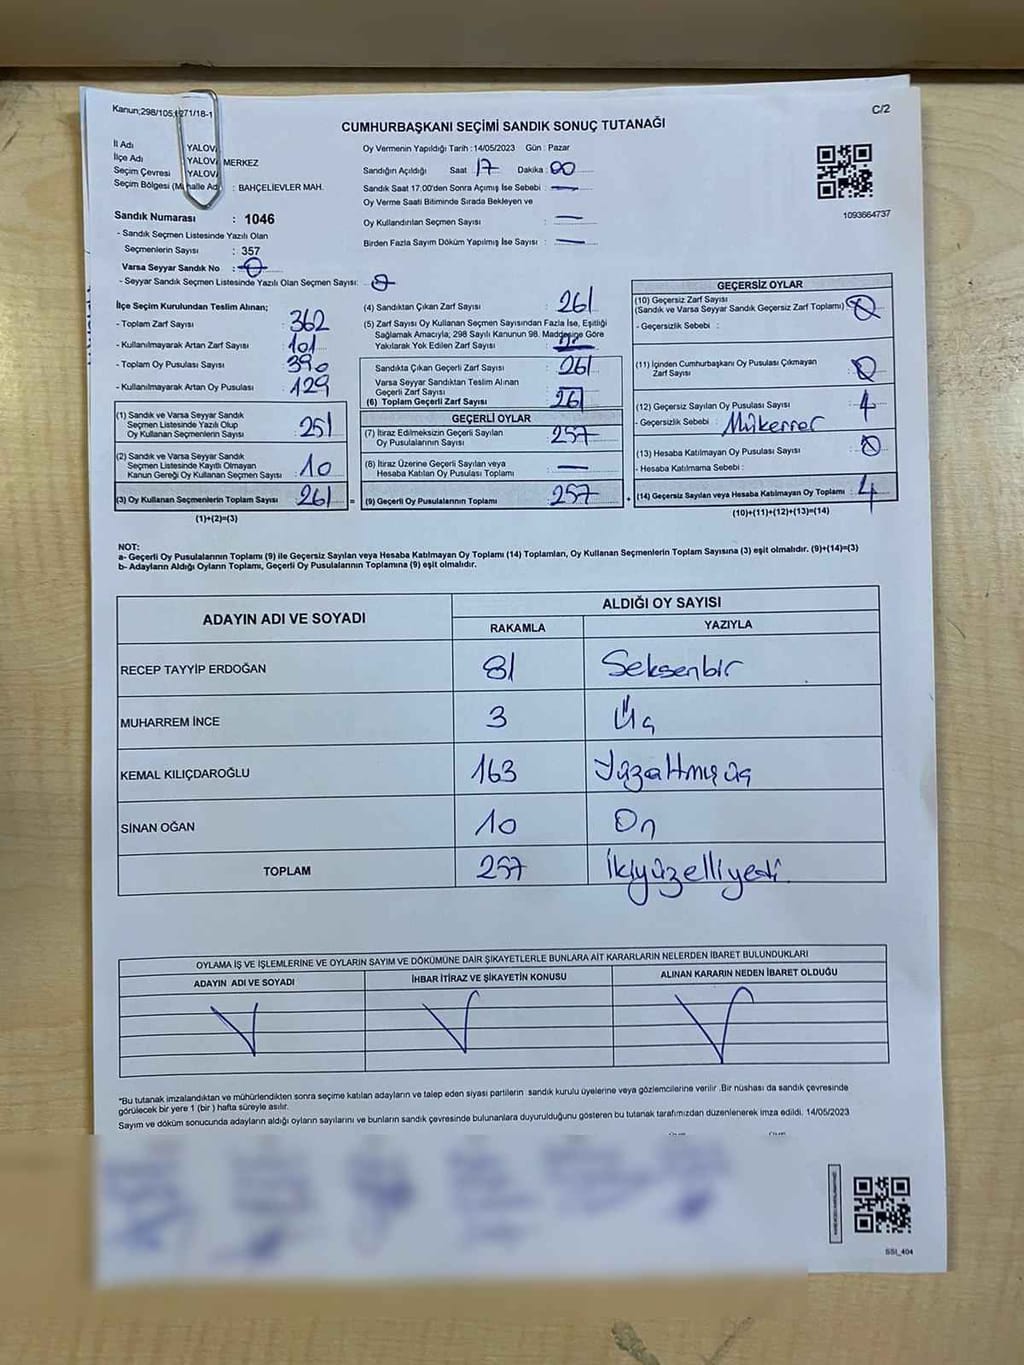 Kanun;298/105,1271/18-1
C/2
CUMHURBAŞKANI SEÇİMİ SANDIK SONUÇ TUTANAĞI
İl Adı YALOVA
İlçe Adı YALOVA MERKEZ
Seçim Çevresi YALOVA
Seçim Bölgesi (Mahalle Adı : BAHÇELİEVLER MAH.
Sandık Numarası : 1046
- Sandık Seçmen Listesinde Yazılı Olan
Seçmenlerin Sayısı : 357
Varsa Seyyar Sandık No : 0
- Seyyar Sandık Seçmen Listesinde Yazılı Olan Seçmen Sayısı: 0
Oy Vermenin Yapıldığı Tarih :14/05/2023 Gün : Pazar
Sandığın Açıldığı Saat 17 Dakika : 00
Sandık Saat 17.00'den Sonra Açımış İse Sebebi : —
Oy Verme Saati Bitiminde Sırada Bekleyen ve
Oy Kullandırılan Seçmen Sayısı : —
Birden Fazla Sayım Döküm Yapılmış İse Sayısı : —
1093664737
İlçe Seçim Kurulundan Teslim Alınan;
- Toplam Zarf Sayısı : 362
- Kullanılmayarak Artan Zarf Sayısı : 101
- Toplam Oy Pusulası Sayısı : 390
- Kullanılmayarak Artan Oy Pusulası : 129
(1) Sandık ve Varsa Seyyar Sandık
Seçmen Listesinde Yazılı Olup
Oy Kullanan Seçmenlerin Sayısı : 251
(2) Sandık ve Varsa Seyyar Sandık
Seçmen Listesinde Kayıtlı Olmayan
Kanun Gereği Oy Kullanan Seçmen Sayısı : 10
(3) Oy Kullanan Seçmenlerin Toplam Sayısı : 261 =
(1)+(2)=(3)
(4) Sandıktan Çıkan Zarf Sayısı : 261
(5) Zarf Sayısı Oy Kullanan Seçmen Sayısından Fazla İse, Eşitliği
Sağlamak Amacıyla; 298 Sayılı Kanunun 98. Maddesine Göre
Yakılarak Yok Edilen Zarf Sayısı
Sandıkta Çıkan Geçerli Zarf Sayısı : 261
Varsa Seyyar Sandıktan Teslim Alınan
Geçerli Zarf Sayısı
(6) Toplam Geçerli Zarf Sayısı : 261
GEÇERLİ OYLAR
(7) İtiraz Edilmeksizin Geçerli Sayılan
Oy Pusulalarının Sayısı : 257
(8) İtiraz Üzerine Geçerli Sayılan veya
Hesaba Katılan Oy Pusulası Toplamı : —
(9) Geçerli Oy Pusulalarının Toplamı : 257 +
GEÇERSİZ OYLAR
(10) Geçersiz Zarf Sayısı
(Sandık ve Varsa Seyyar Sandık Geçersiz Zarf Toplamı) : 0
- Geçersizlik Sebebi :
(11) İçinden Cumhurbaşkanı Oy Pusulası Çıkmayan
Zarf Sayısı : 0
(12) Geçersiz Sayılan Oy Pusulası Sayısı : 4
- Geçersizlik Sebebi : Mükerrer
(13) Hesaba Katılmayan Oy Pusulası Sayısı : 0
- Hesaba Katılmama Sebebi :
(14) Geçersiz Sayılan veya Hesaba Katılmayan Oy Toplamı : 4
(10)+(11)+(12)+(13)=(14)
NOT:
a- Geçerli Oy Pusulalarının Toplamı (9) ile Geçersiz Sayılan veya Hesaba Katılmayan Oy Toplamı (14) Toplamları, Oy Kullanan Seçmenlerin Toplam Sayısına (3) eşit olmalıdır. (9)+(14)=(3)
b- Adayların Aldığı Oyların Toplamı, Geçerli Oy Pusulalarının Toplamına (9) eşit olmalıdır.
ADAYIN ADI VE SOYADI ALDIĞI OY SAYISI
RAKAMLA YAZIYLA
RECEP TAYYİP ERDOĞAN 81 Seksenbir
MUHARREM İNCE 3 Üç
KEMAL KILIÇDAROĞLU 163 Yüzaltmışüç
SİNAN OĞAN 10 On
TOPLAM 257 İkiyüzelliyedi
OYLAMA İŞ VE İŞLEMLERİNE VE OYLARIN SAYIM VE DÖKÜMÜNE DAİR ŞİKAYETLERLE BUNLARA AİT KARARLARIN NELERDEN İBARET BULUNDUKLARI
ADAYIN ADI VE SOYADI İHBAR İTİRAZ VE ŞİKAYETİN KONUSU ALINAN KARARIN NEDEN İBARET OLDUĞU
*Bu tutanak imzalandıktan ve mühürlendikten sonra seçime katılan adayların ve talep eden siyasi partilerin sandık kurulu üyelerine veya gözlemcilerine verilir .Bir nüshası da sandık çevresinde
görülecek bir yere 1 (bir ) hafta süreyle asılır.
Sayım ve döküm sonucunda adayların aldığı oyların sayılarını ve bunların sandık çevresinde bulunanlara duyurulduğunu gösteren bu tutanak tarafımızdan düzenlenerek imza edildi. 14/05/2023
SSI_404